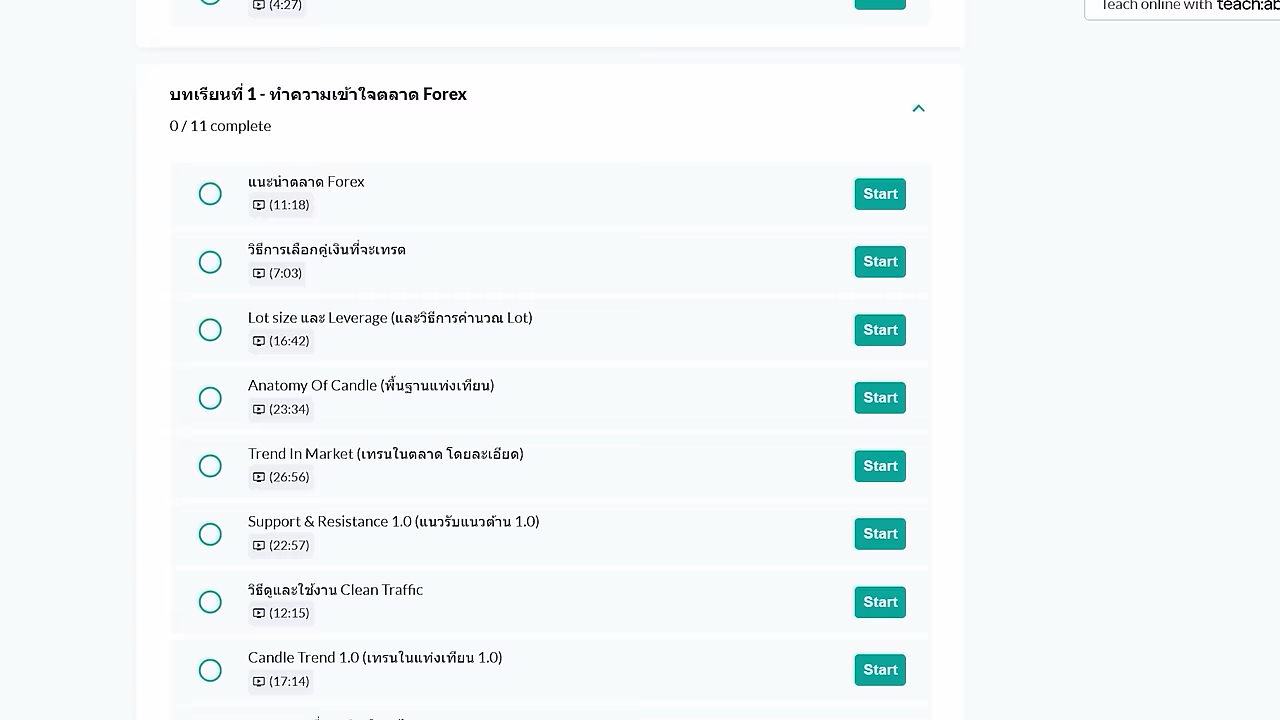 (4:27)
Teach online with teach:ab
บทเรียนที่ 1 - ทำความเข้าใจตลาด Forex
0 / 11 complete
แนะนำตลาด Forex
(11:18)
Start
วิธีการเลือกคู่เงินที่จะเทรด
(7:03)
Start
Lot size และ Leverage (และวิธีการคำนวณ Lot)
(16:42)
Start
Anatomy Of Candle (พื้นฐานแท่งเทียน)
(23:34)
Start
Trend In Market (เทรนในตลาด โดยละเอียด)
(26:56)
Start
Support & Resistance 1.0 (แนวรับแนวต้าน 1.0)
(22:57)
Start
วิธีดูและใช้งาน Clean Traffic
(12:15)
Start
Candle Trend 1.0 (เทรนในแท่งเทียน 1.0)
(17:14)
Start